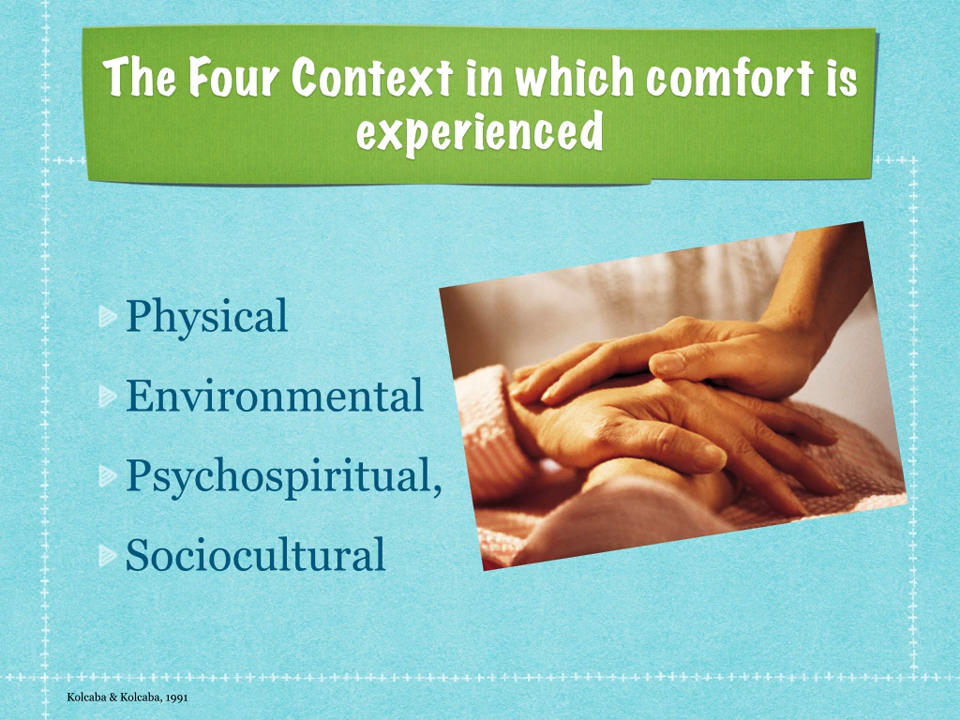 The Four Context in which comfort is
experienced
Physical
Environmental
Psychospiritual,
Sociocultural
Kolcaba & Kolcaba, 1991